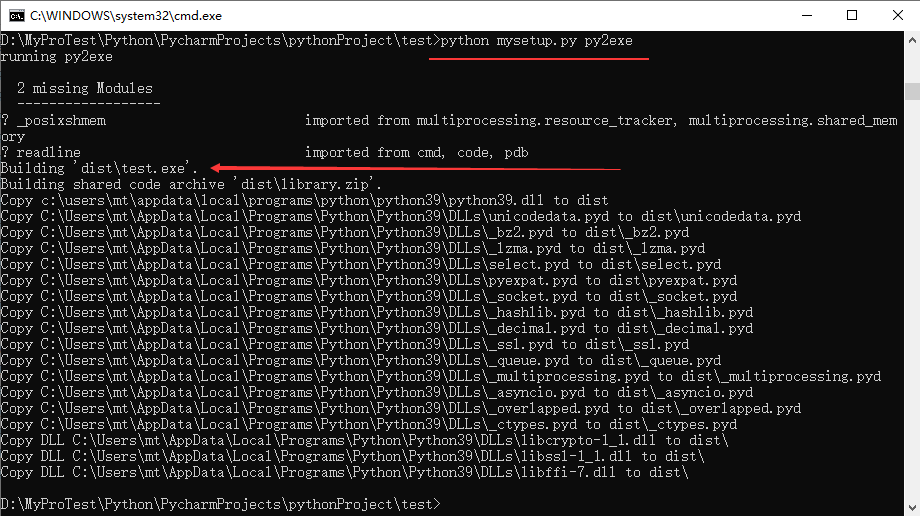 C:\WINDOWS\system32\cmd.exe
D:\MyProTest\Python\PycharmProjects\pythonProject\test>python mysetup.py py2exe
running py2exe
2 missing Modules
------------------
? _posixshmem imported from multiprocessing.resource_tracker, multiprocessing.shared_mem
ory
? readline imported from cmd, code, pdb
Building 'dist\test.exe'.
Building shared code archive 'dist\library.zip'.
Copy c:\users\mt\appdata\local\programs\python\python39\python39.dll to dist
Copy C:\Users\mt\AppData\Local\Programs\Python\Python39\DLLs\unicodedata.pyd to dist\unicodedata.pyd
Copy C:\Users\mt\AppData\Local\Programs\Python\Python39\DLLs\_bz2.pyd to dist\_bz2.pyd
Copy C:\Users\mt\AppData\Local\Programs\Python\Python39\DLLs\_lzma.pyd to dist\_lzma.pyd
Copy C:\Users\mt\AppData\Local\Programs\Python\Python39\DLLs\select.pyd to dist\select.pyd
Copy C:\Users\mt\AppData\Local\Programs\Python\Python39\DLLs\pyexpat.pyd to dist\pyexpat.pyd
Copy C:\Users\mt\AppData\Local\Programs\Python\Python39\DLLs\_socket.pyd to dist\_socket.pyd
Copy C:\Users\mt\AppData\Local\Programs\Python\Python39\DLLs\_hashlib.pyd to dist\_hashlib.pyd
Copy C:\Users\mt\AppData\Local\Programs\Python\Python39\DLLs\_decimal.pyd to dist\_decimal.pyd
Copy C:\Users\mt\AppData\Local\Programs\Python\Python39\DLLs\_ssl.pyd to dist\_ssl.pyd
Copy C:\Users\mt\AppData\Local\Programs\Python\Python39\DLLs\_queue.pyd to dist\_queue.pyd
Copy C:\Users\mt\AppData\Local\Programs\Python\Python39\DLLs\_multiprocessing.pyd to dist\_multiprocessing.pyd
Copy C:\Users\mt\AppData\Local\Programs\Python\Python39\DLLs\_asyncio.pyd to dist\_asyncio.pyd
Copy C:\Users\mt\AppData\Local\Programs\Python\Python39\DLLs\_overlapped.pyd to dist\_overlapped.pyd
Copy C:\Users\mt\AppData\Local\Programs\Python\Python39\DLLs\_ctypes.pyd to dist\_ctypes.pyd
Copy DLL C:\Users\mt\AppData\Local\Programs\Python\Python39\DLLs\libcrypto-1_1.dll to dist\
Copy DLL C:\Users\mt\AppData\Local\Programs\Python\Python39\DLLs\libssl-1_1.dll to dist\
Copy DLL C:\Users\mt\AppData\Local\Programs\Python\Python39\DLLs\libffi-7.dll to dist\
D:\MyProTest\Python\PycharmProjects\pythonProject\test>